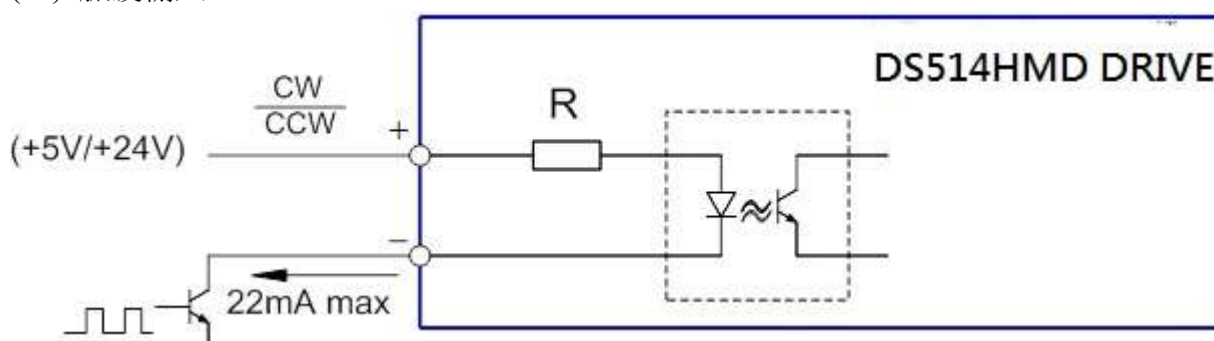 DS514HMD DRIVE
CW
CCW
R
+
(+5V/+24V)
−
22mA max